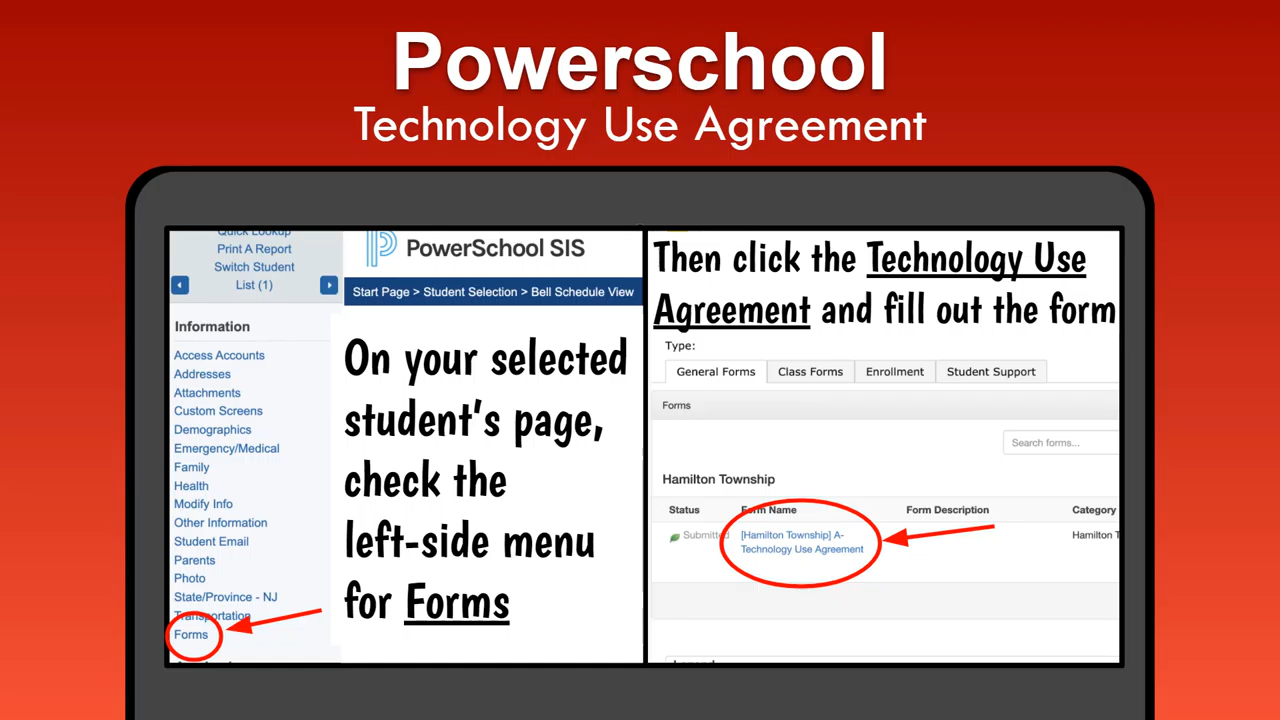 Powerschool
Technology Use Agreement
Quick Lookup
Print A Report
Switch Student
List (1)
Information
Access Accounts
Addresses
Attachments
Custom Screens
Demographics
Emergency/Medical
Family
Health
Modify Info
Other Information
Student Email
Parents
Photo
State/Province - NJ
Transportation
Forms
PowerSchool SIS
Start Page > Student Selection > Bell Schedule View
On your selected
student's page,
check the
left-side menu
for Forms
Then click the Technology Use
Agreement and fill out the form
Type:
General Forms Class Forms Enrollment Student Support
Forms
Search forms...
Hamilton Township
Status Form Name Form Description Category
Submitted [Hamilton Township] A- Hamilton T
Technology Use Agreement